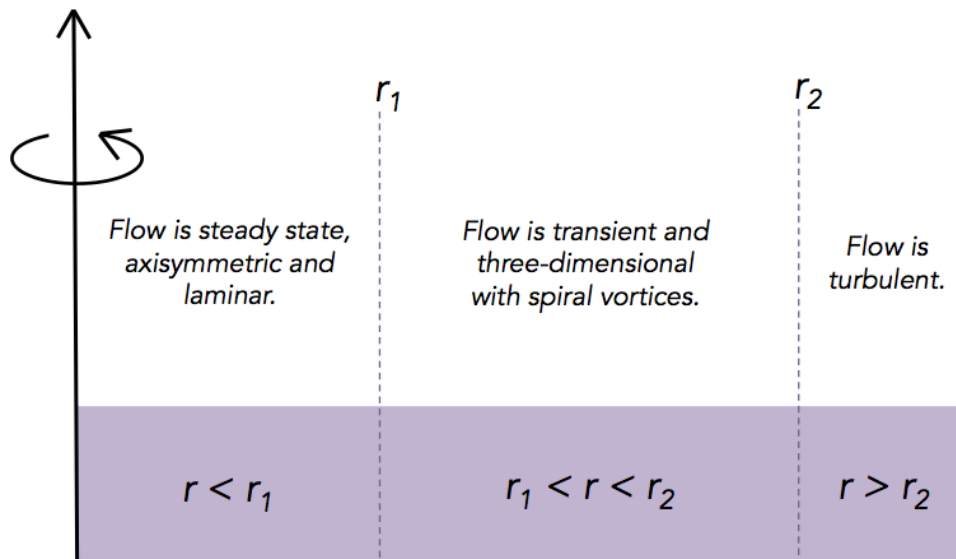 r₁
r₂
Flow is steady state,
axisymmetric and
laminar.
Flow is transient and
three-dimensional
with spiral vortices.
Flow is
turbulent.
r < r₁
r₁ < r < r₂
r > r₂